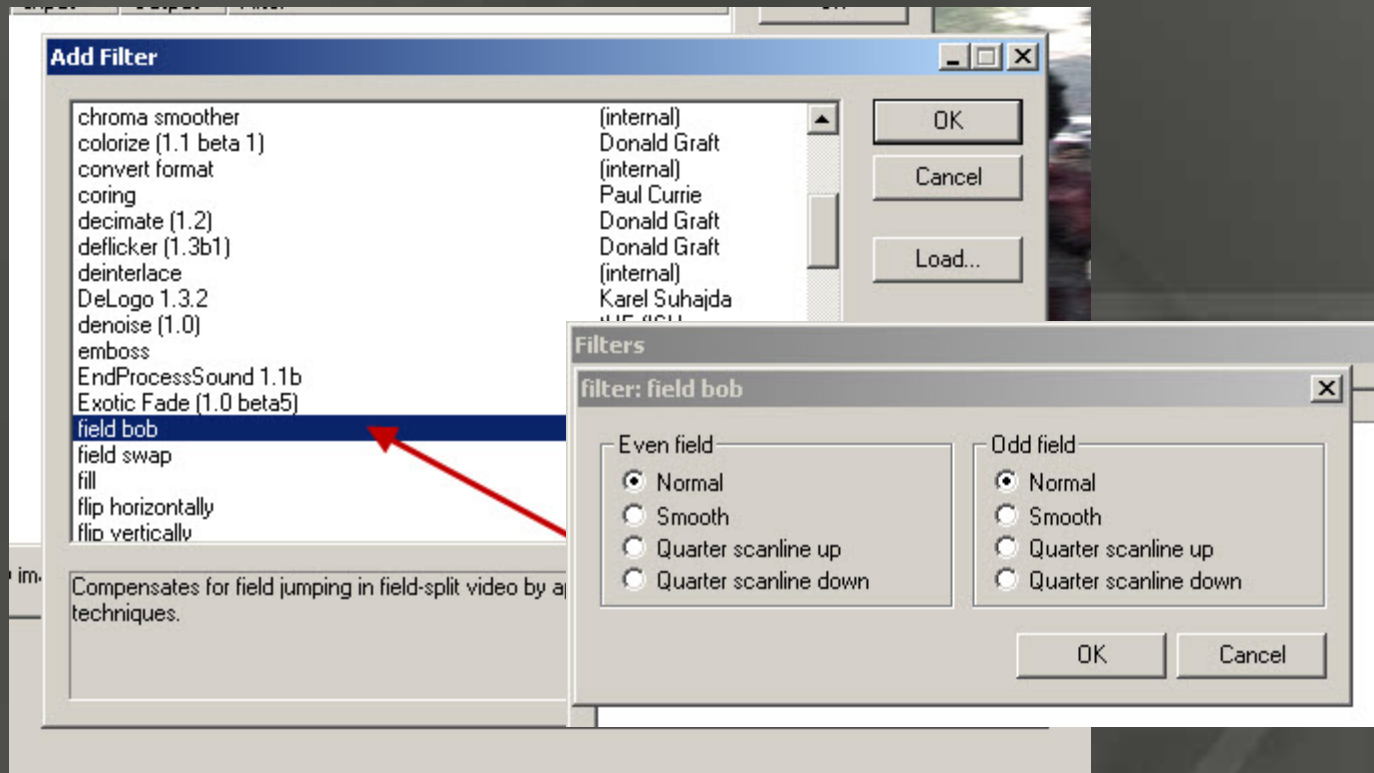 Add Filter
chroma smoother (internal)
colorize (1.1 beta 1) Donald Graft
convert format (internal)
coring Paul Currie
decimate (1.2) Donald Graft
deflicker (1.3b1) Donald Graft
deinterlace (internal)
DeLogo 1.3.2 Karel Suhajda
denoise (1.0)
emboss
EndProcessSound 1.1b
Exotic Fade (1.0 beta5)
field bob
field swap
fill
flip horizontally
flip vertically
OK
Cancel
Load...
Compensates for field jumping in field-split video by
techniques.
Filters
filter: field bob
Even field
Normal
Smooth
Quarter scanline up
Quarter scanline down
Odd field
Normal
Smooth
Quarter scanline up
Quarter scanline down
OK Cancel